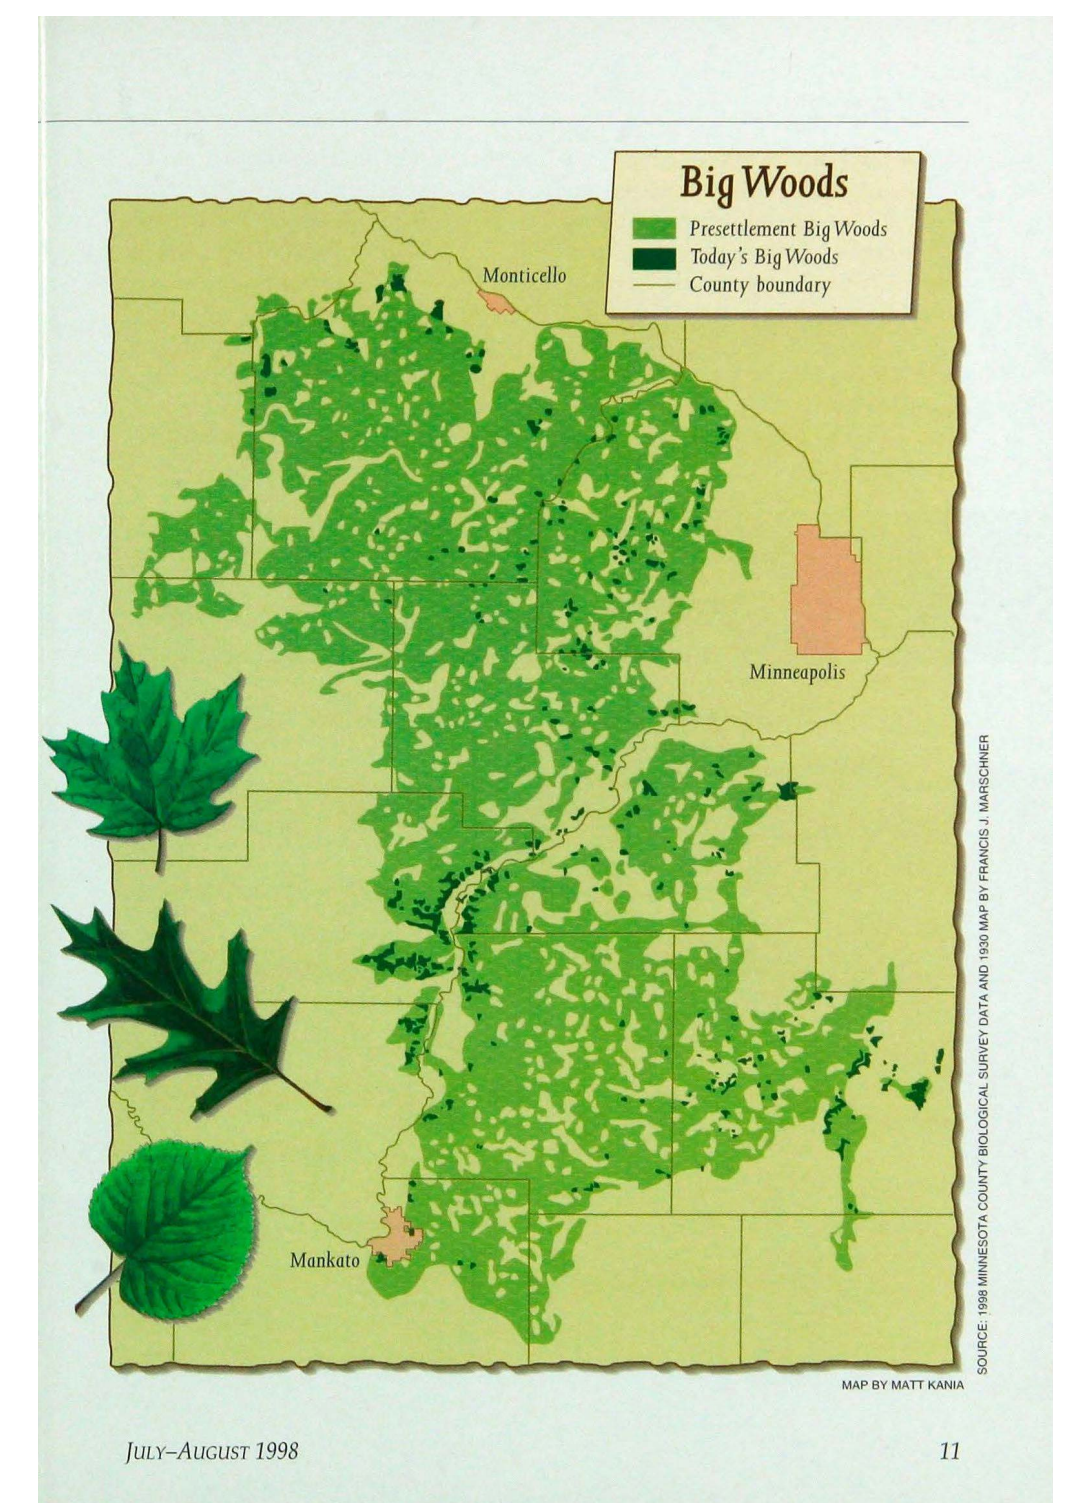 Big Woods
Presettlement Big Woods
Today's Big Woods
County boundary
Monticello
Minneapolis
Mankato
SOURCE: 1998 MINNESOTA COUNTY BIOLOGICAL SURVEY DATA AND 1930 MAP BY FRANCIS J. MARSCHNER
MAP BY MATT KANIA
JULY–AUGUST 1998
11